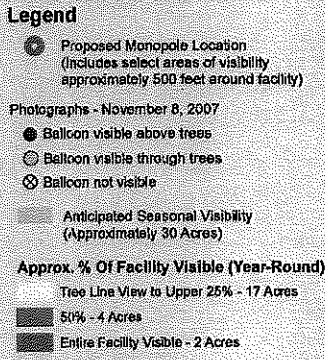 Legend
Proposed Monopole Location
(Includes select areas of visibility
approximately 500 feet around facility)
Photographs - November 8, 2007
Balloon visible above trees
Balloon visible through trees
Balloon not visible
Anticipated Seasonal Visibility
(Approximately 30 Acres)
Approx. % Of Facility Visible (Year-Round)
Tree Line View to Upper 25% - 17 Acres
50% - 4 Acres
Entire Facility Visible - 2 Acres